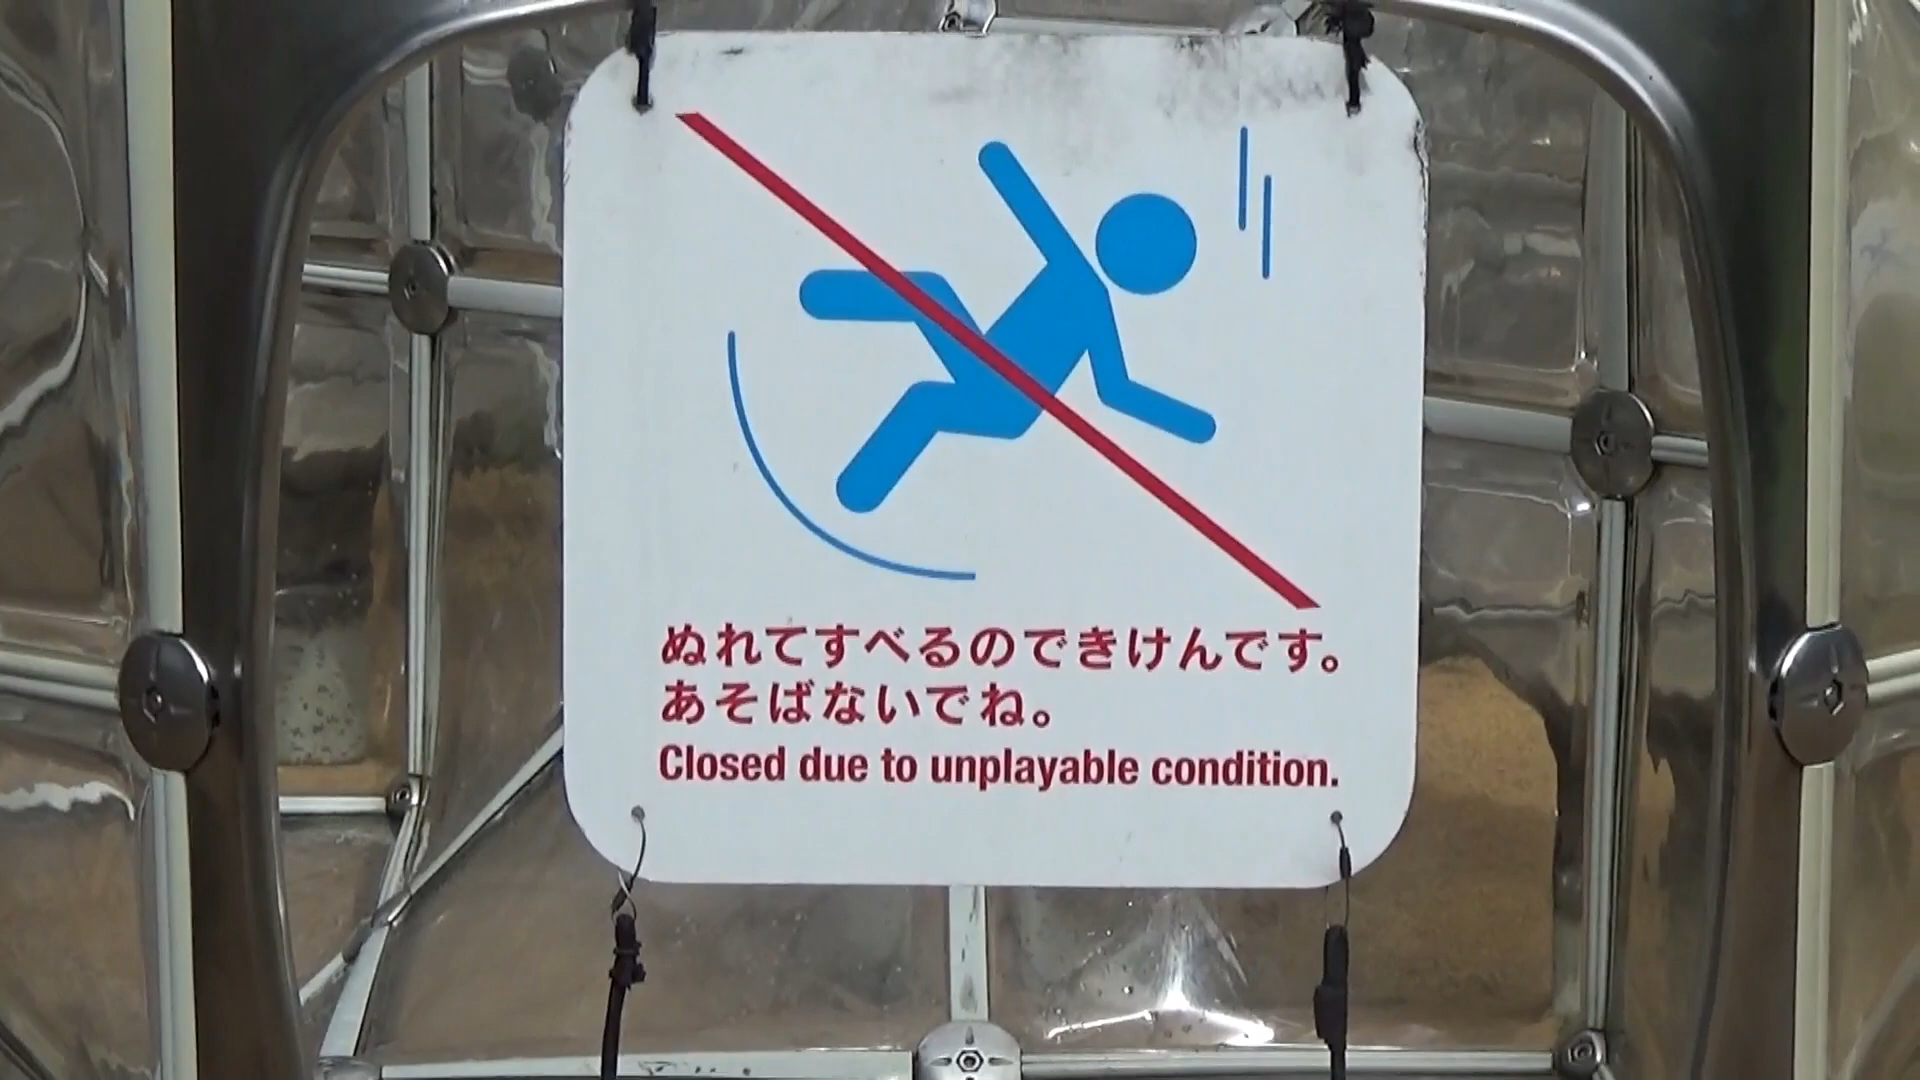 ぬれてすべるのできけんです。
あそばないでね。
Closed due to unplayable condition.